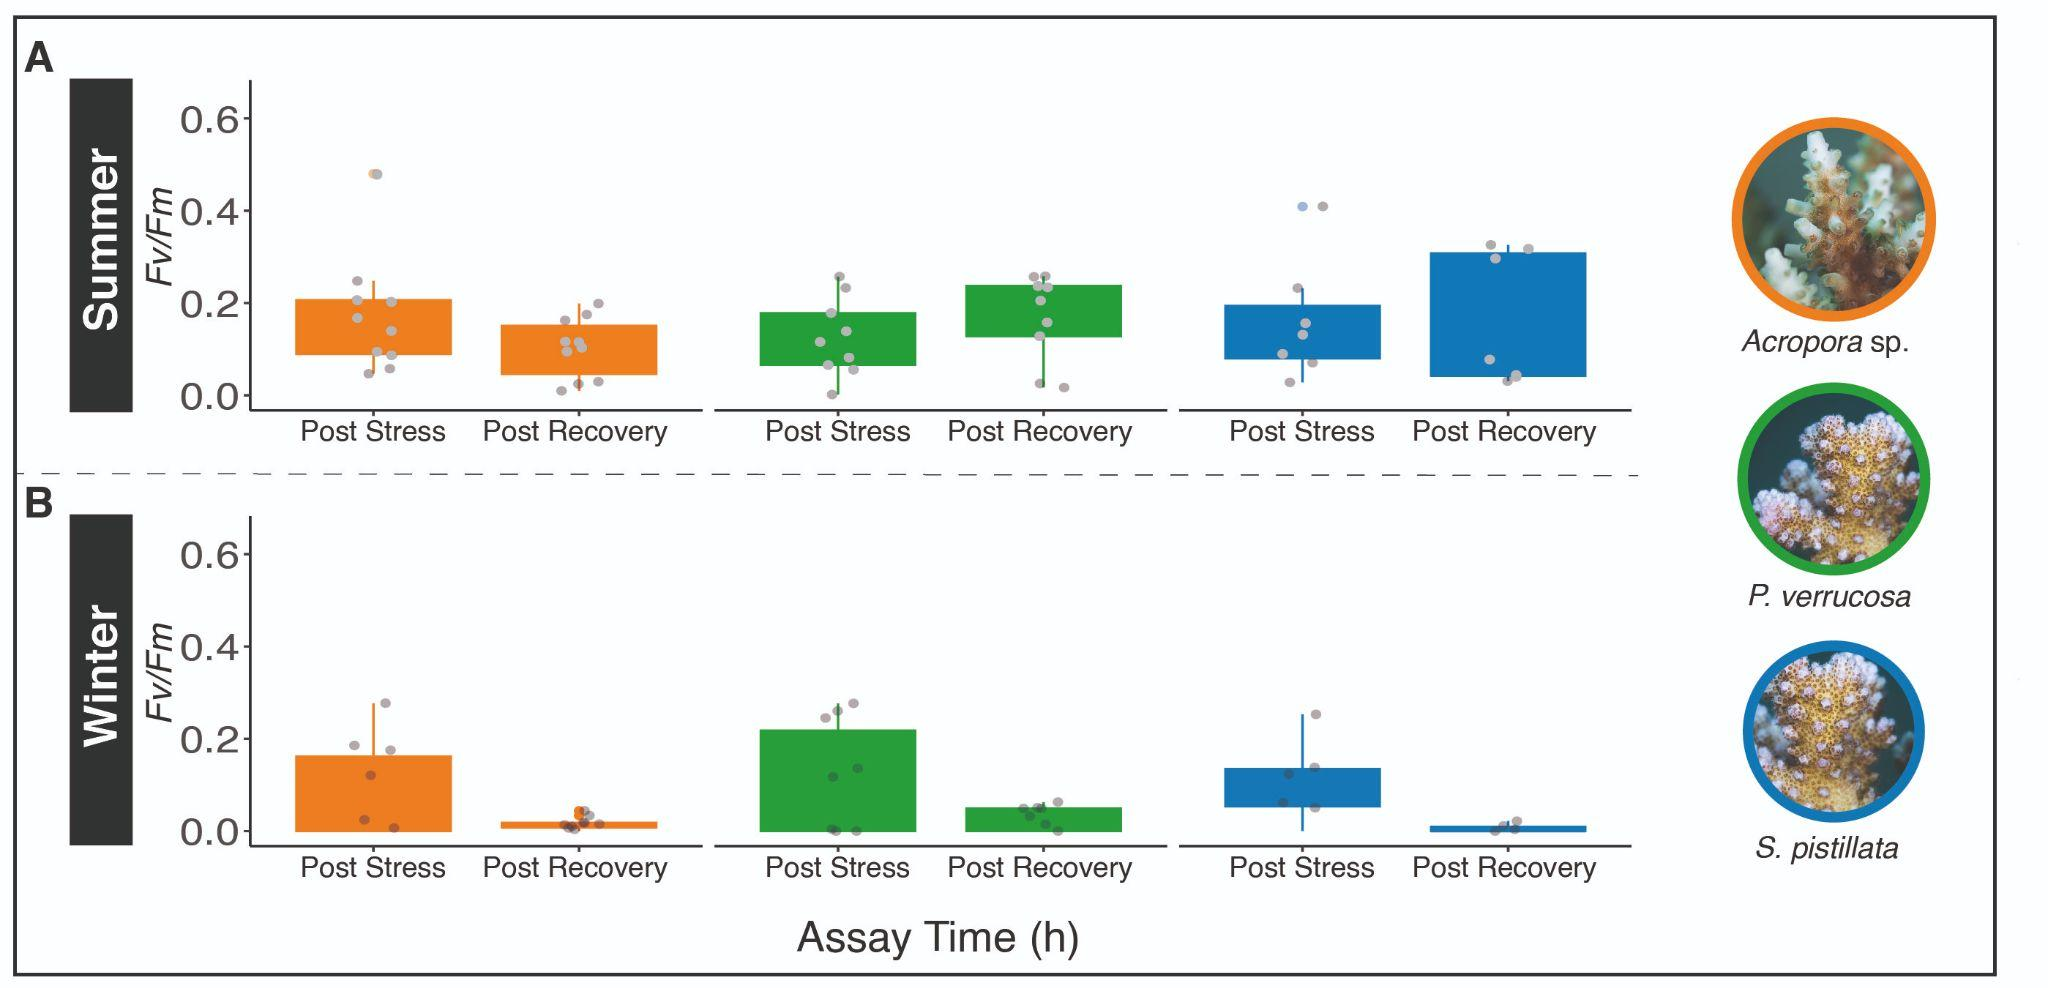 A
Summer
Fv/Fm
0.6
0.4
0.2
0.0
Post Stress Post Recovery Post Stress Post Recovery Post Stress Post Recovery
Acropora sp.
B
Winter
Fv/Fm
0.6
0.4
0.2
0.0
Post Stress Post Recovery Post Stress Post Recovery Post Stress Post Recovery
P. verrucosa
S. pistillata
Assay Time (h)